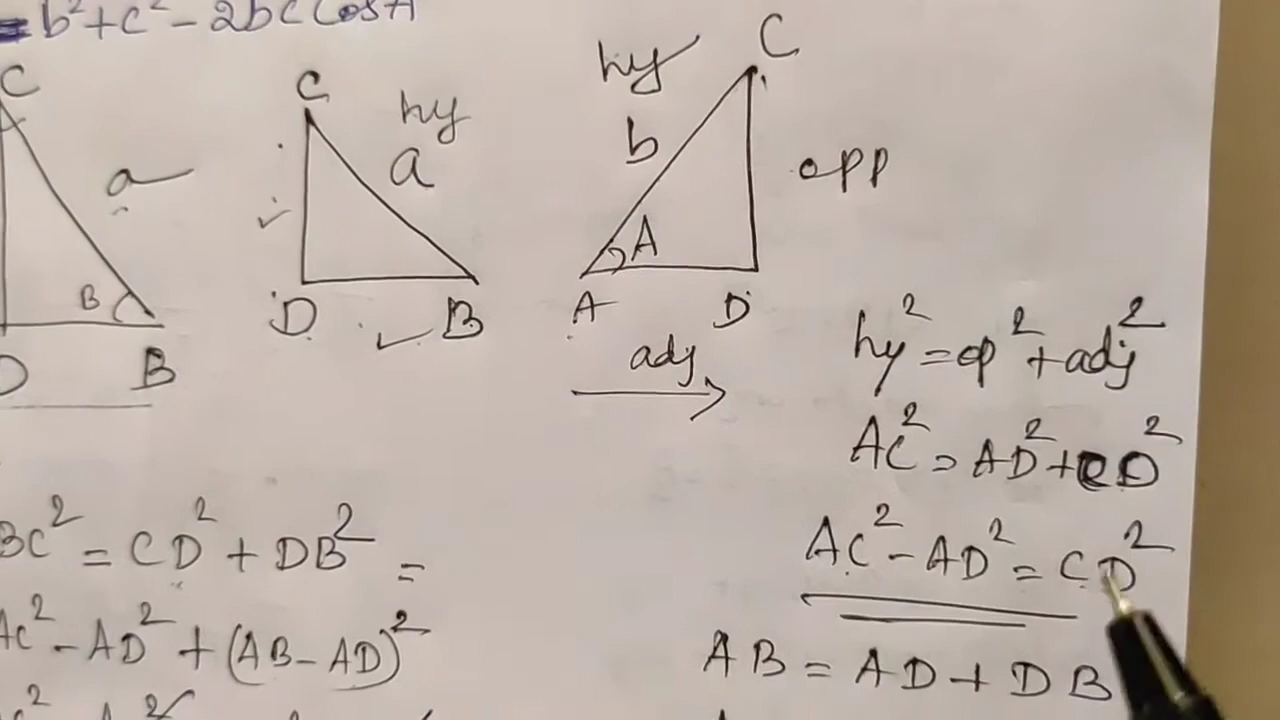 = b² + c² - 2bc CosA
C
a
B
D B
C
hy
a
D B
C
hy
b
opp
A
A D
adj
hy² = op² + adj²
AC² = AD² + CD²
AC² - AD² = CD²
AB = AD + DB
BC² = CD² + DB² =
AC² - AD² + (AB - AD)²